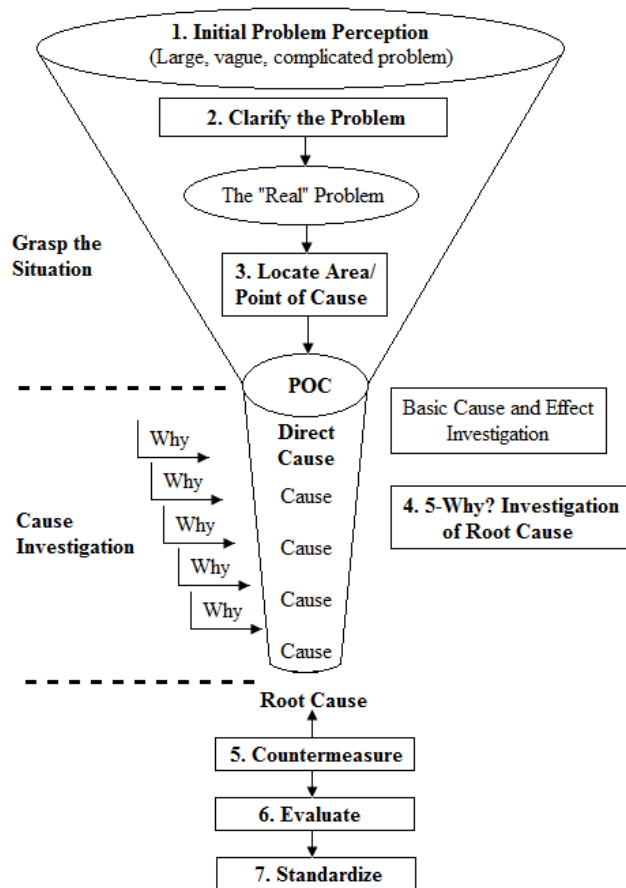 1. Initial Problem Perception
(Large, vague, complicated problem)
2. Clarify the Problem
The "Real" Problem
Grasp the
Situation
3. Locate Area/
Point of Cause
POC
Basic Cause and Effect
Investigation
Direct
Cause
Why
Why
Cause
4. 5-Why? Investigation
of Root Cause
Cause
Investigation
Why
Cause
Why
Cause
Why
Cause
Root Cause
5. Countermeasure
6. Evaluate
7. Standardize